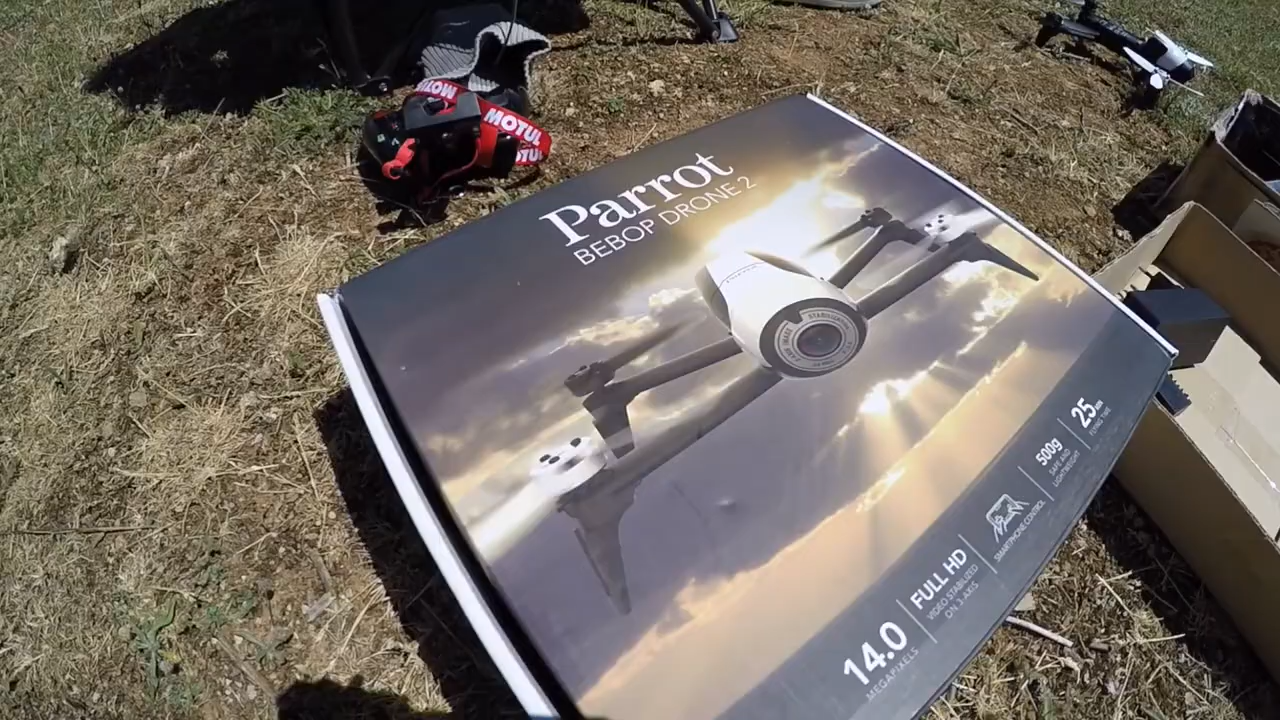 MOTUL
MOTUL
Parrot
BEBOP DRONE 2
14.0
MEGAPIXELS
FULL HD
VIDEO STABILIZED
ON 3 AXIS
SMARTPHONE CONTROL
500g
SAFE AND
LIGHTWEIGHT
25 MIN
FLYING TIME